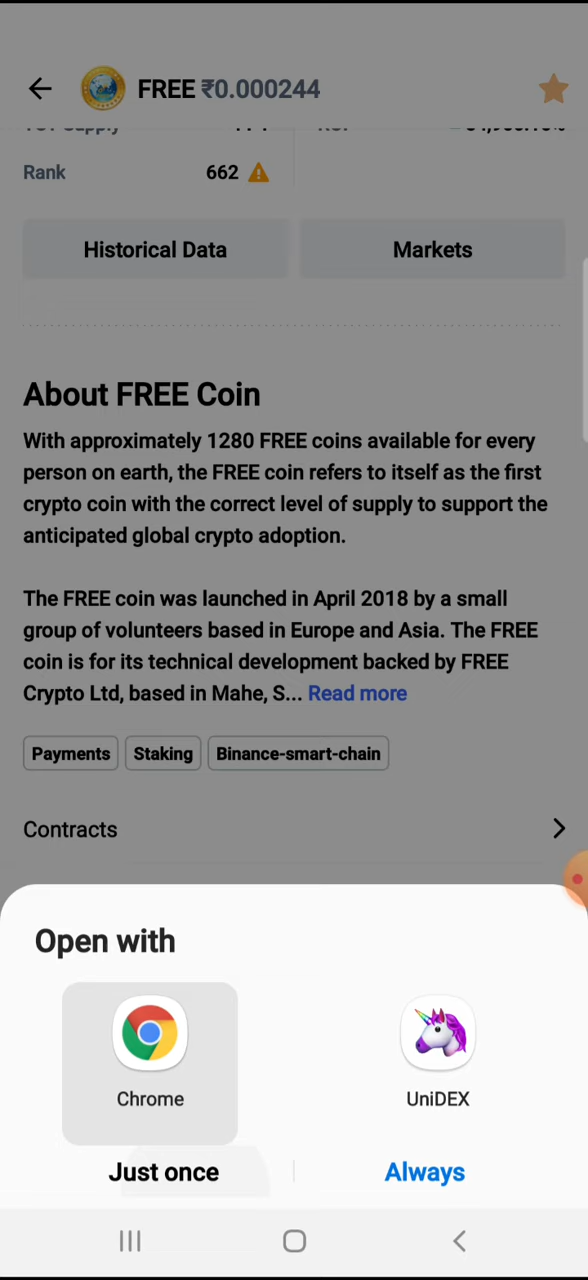 FREE ₹0.000244
Rank 662
Historical Data Markets
About FREE Coin
With approximately 1280 FREE coins available for every
person on earth, the FREE coin refers to itself as the first
crypto coin with the correct level of supply to support the
anticipated global crypto adoption.
The FREE coin was launched in April 2018 by a small
group of volunteers based in Europe and Asia. The FREE
coin is for its technical development backed by FREE
Crypto Ltd, based in Mahe, S... Read more
Payments Staking Binance-smart-chain
Contracts
Open with
Chrome UniDEX
Just once Always